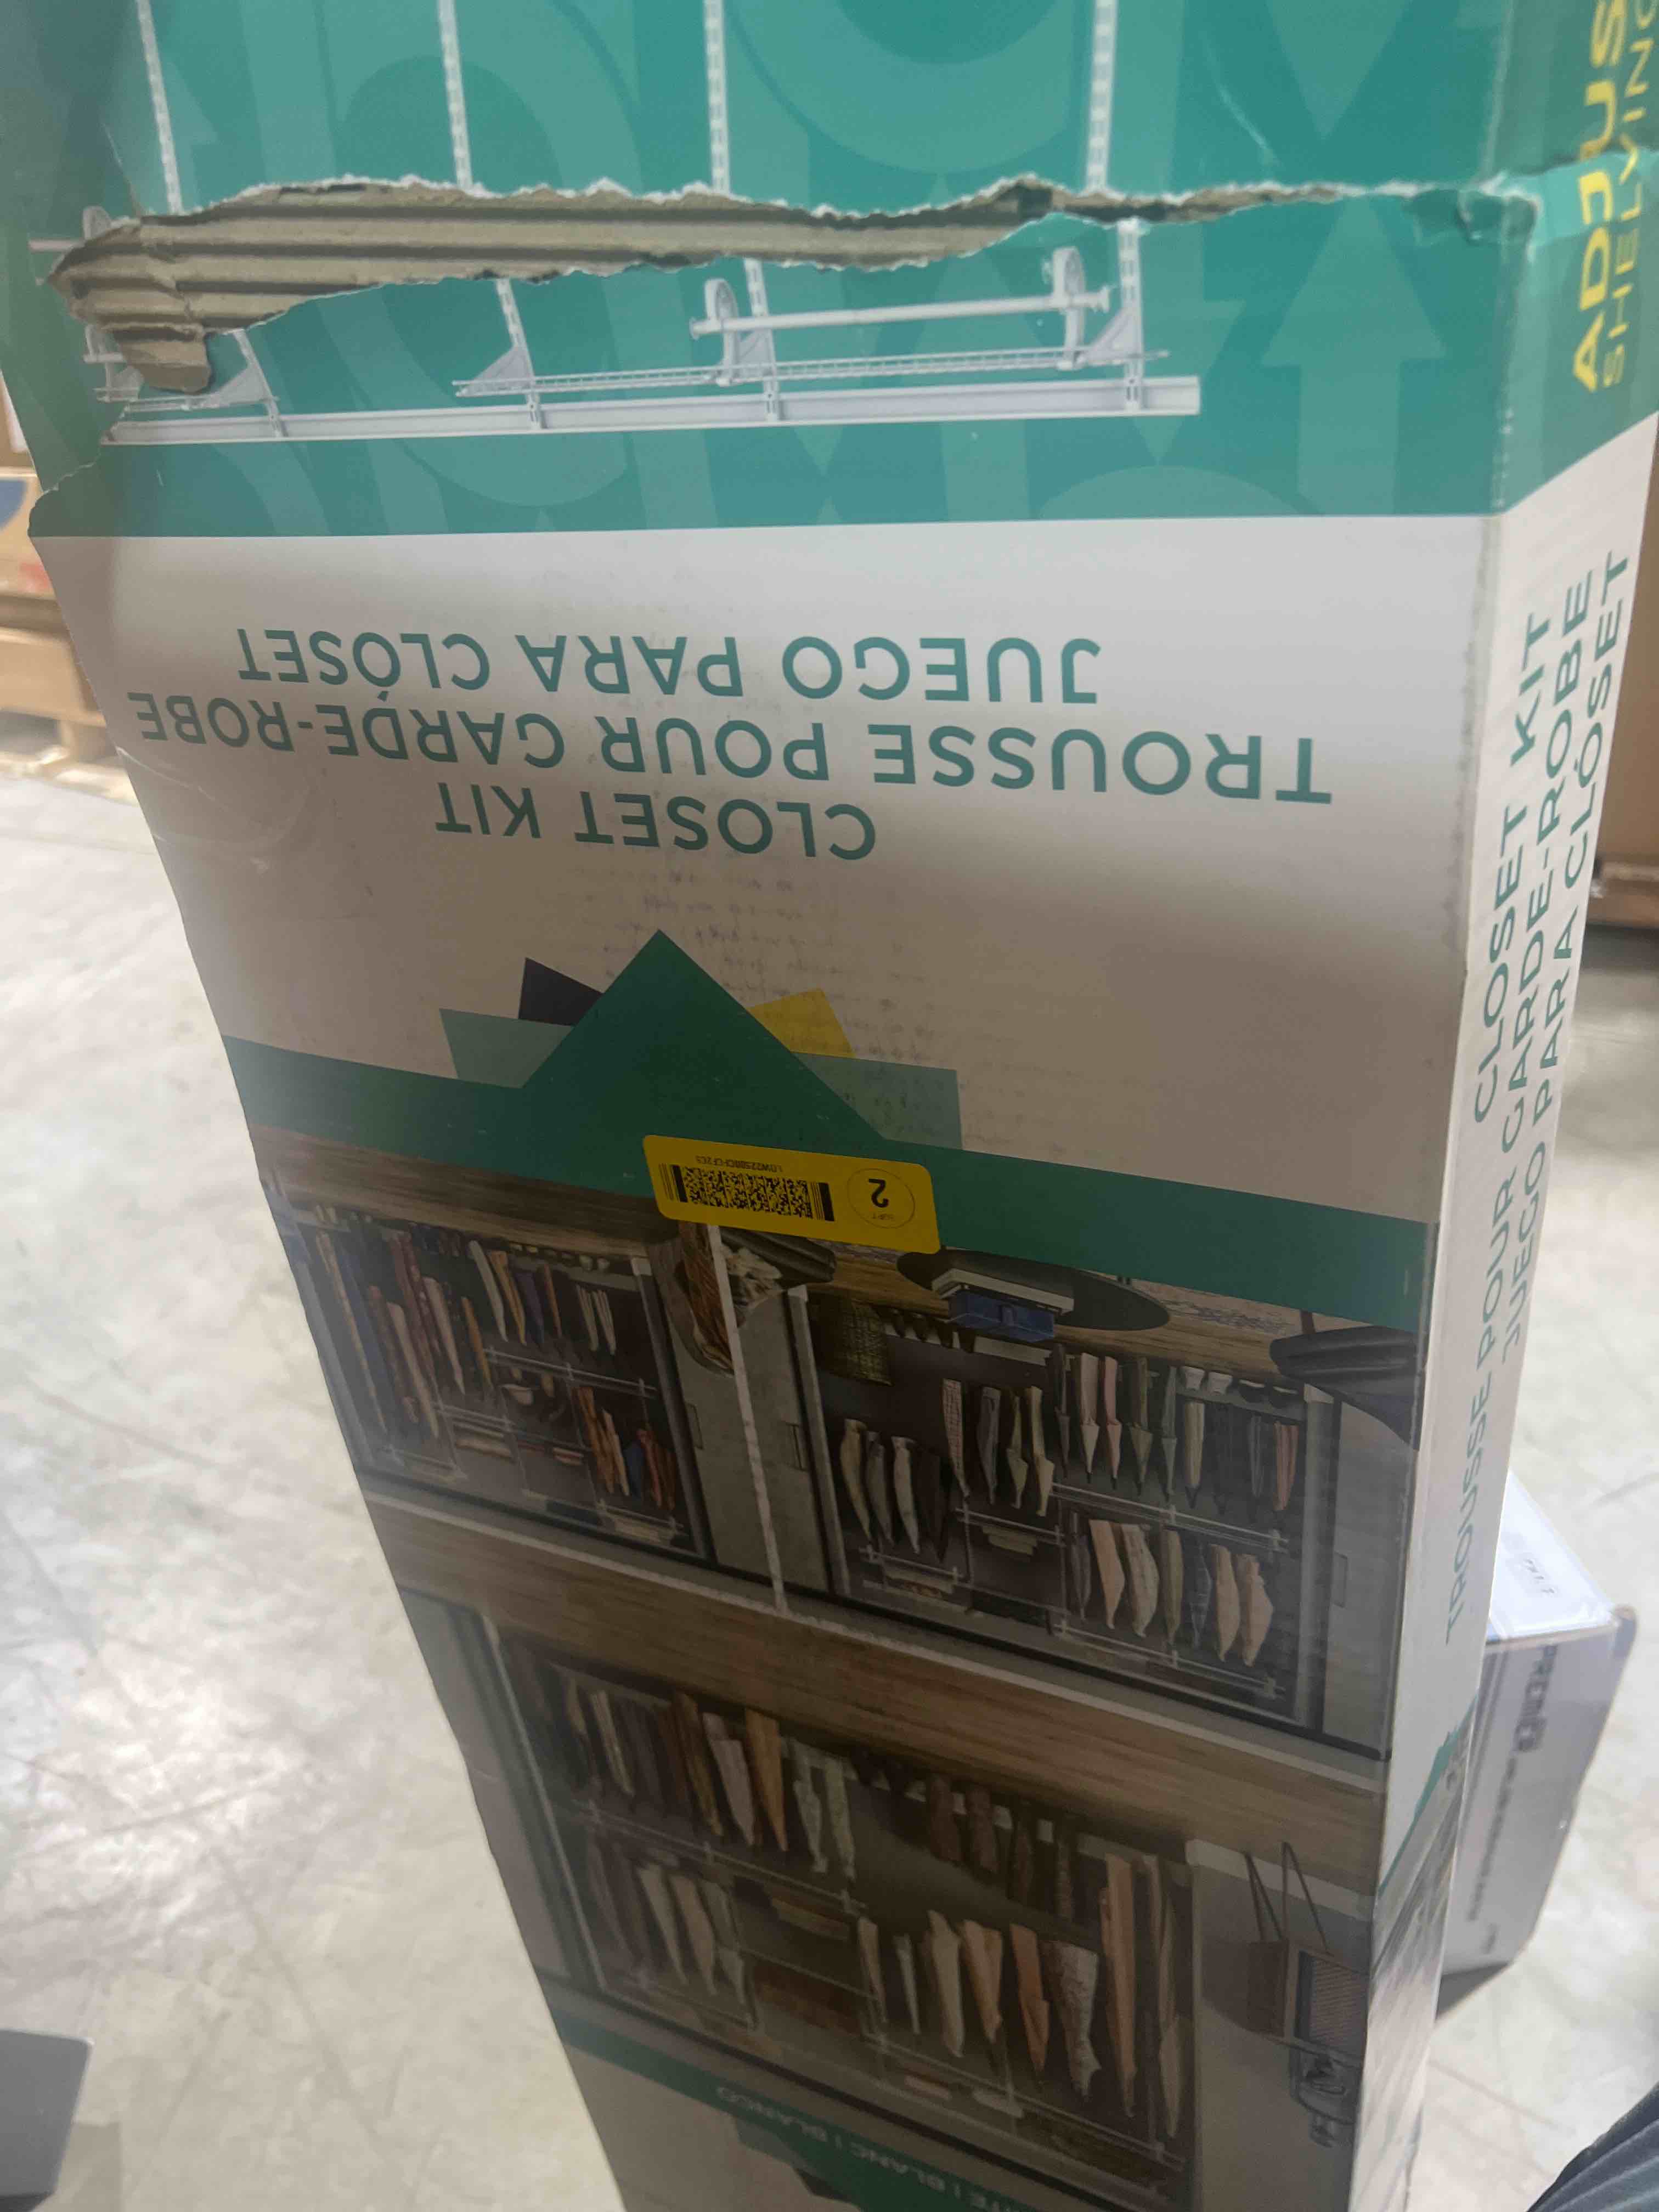 CLOSET KIT
TROUSSE POUR GARDE-ROBE
JUEGO PARA CLÓSET
ADJUS
SHELVING
CLOSET KIT
TROUSSE POUR GARDE-ROBE
JUEGO PARA CLÓSET
2
BLANC | BLANCO
PREMIER